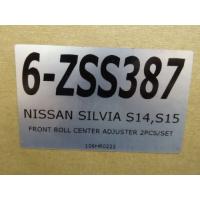 6-ZSS387
NISSAN SILVIA S14,S15
FRONT ROLL CENTER ADJUSTER 2PCS/SET